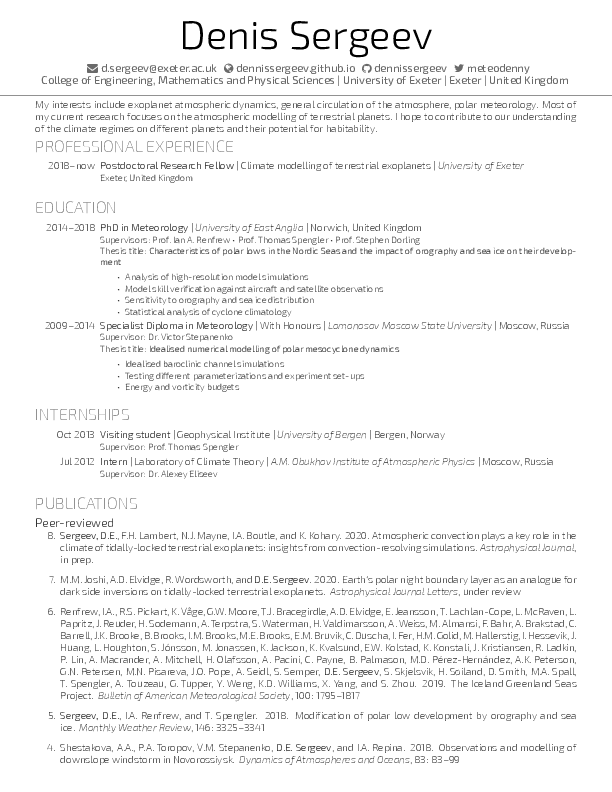 Denis Sergeev
d.sergeev@exeter.ac.uk dennissergeev.github.io dennissergeev meteodenny
College of Engineering, Mathematics and Physical Sciences | University of Exeter | Exeter | United Kingdom
My interests include exoplanet atmospheric dynamics, general circulation of the atmosphere, polar meteorology. Most of
my current research focuses on the atmospheric modelling of terrestrial planets. I hope to contribute to our understanding
of the climate regimes on different planets and their potential for habitability.
PROFESSIONAL EXPERIENCE
2018–now Postdoctoral Research Fellow | Climate modelling of terrestrial exoplanets | University of Exeter
Exeter, United Kingdom
EDUCATION
2014–2018 PhD in Meteorology | University of East Anglia | Norwich, United Kingdom
Supervisors: Prof. Ian A. Renfrew • Prof. Thomas Spengler • Prof. Stephen Dorling
Thesis title: Characteristics of polar lows in the Nordic Seas and the impact of orography and sea ice on their develop-
ment
• Analysis of high-resolution model simulations
• Model skill verification against aircraft and satellite observations
• Sensitivity to orography and sea ice distribution
• Statistical analysis of cyclone climatology
2009–2014 Specialist Diploma in Meteorology | With Honours | Lomonosov Moscow State University | Moscow, Russia
Supervisor: Dr. Victor Stepanenko
Thesis title: Idealised numerical modelling of polar mesocyclone dynamics
• Idealised baroclinic channel simulations
• Testing different parameterizations and experiment set-ups
• Energy and vorticity budgets
INTERNSHIPS
Oct 2013 Visiting student | Geophysical Institute | University of Bergen | Bergen, Norway
Supervisor: Prof. Thomas Spengler
Jul 2012 Intern | Laboratory of Climate Theory | A.M. Obukhov Institute of Atmospheric Physics | Moscow, Russia
Supervisor: Dr. Alexey Eliseev
PUBLICATIONS
Peer-reviewed
8. Sergeev, D.E., F.H. Lambert, N.J. Mayne, I.A. Boutle, and K. Kohary. 2020. Atmospheric convection plays a key role in the
climate of tidally-locked terrestrial exoplanets: insights from convection-resolving simulations. Astrophysical Journal,
in prep.
7. M.M. Joshi, A.D. Elvidge, R. Wordsworth, and D.E. Sergeev. 2020. Earth's polar night boundary layer as an analogue for
dark side inversions on tidally-locked terrestrial exoplanets. Astrophysical Journal Letters, under review
6. Renfrew, I.A., R.S. Pickart, K. Våge, G.W. Moore, T.J. Bracegirdle, A.D. Elvidge, E. Jeansson, T. Lachlan-Cope, L. McRaven, L.
Papritz, J. Reuder, H. Sodemann, A. Terpstra, S. Waterman, H. Valdimarsson, A. Weiss, M. Almansi, F. Bahr, A. Brakstad, C.
Barrell, J.K. Brooke, B. Brooks, I.M. Brooks, M.E. Brooks, E.M. Bruvik, C. Duscha, I. Fer, H.M. Golid, M. Hallerstig, I. Hessevik, J.
Huang, L. Houghton, S. Jónsson, M. Jonassen, K. Jackson, K. Kvalsund, E.W. Kolstad, K. Konstali, J. Kristiansen, R. Ladkin,
P. Lin, A. Macrander, A. Mitchell, H. Olafsson, A. Pacini, C. Payne, B. Palmason, M.D. Pérez-Hernández, A.K. Peterson,
G.N. Petersen, M.N. Pisareva, J.O. Pope, A. Seidl, S. Semper, D.E. Sergeev, S. Skjelsvik, H. Soiland, D. Smith, M.A. Spall,
T. Spengler, A. Touzeau, G. Tupper, Y. Weng, K.D. Williams, X. Yang, and S. Zhou. 2019. The Iceland Greenland Seas
Project. Bulletin of American Meteorological Society, 100: 1795–1817
5. Sergeev, D.E., I.A. Renfrew, and T. Spengler. 2018. Modification of polar low development by orography and sea
ice. Monthly Weather Review, 146: 3325–3341
4. Shestakova, A.A., P.A. Toropov, V.M. Stepanenko, D.E. Sergeev, and I.A. Repina. 2018. Observations and modelling of
downslope windstorm in Novorossiysk. Dynamics of Atmospheres and Oceans, 83: 83–99